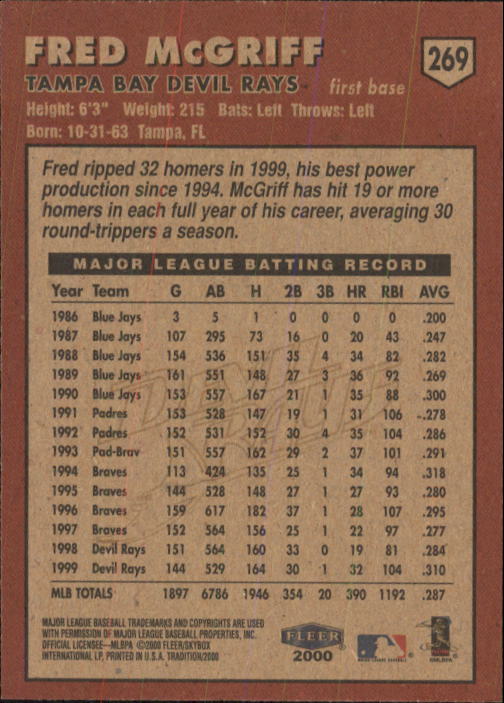 FRED McGRIFF
269
TAMPA BAY DEVIL RAYS first base
Height: 6'3" Weight: 215 Bats: Left Throws: Left
Born: 10-31-63 Tampa, FL
Fred ripped 32 homers in 1999, his best power
production since 1994. McGriff has hit 19 or more
homers in each full year of his career, averaging 30
round-trippers a season.
MAJOR LEAGUE BATTING RECORD
Year Team G AB H 2B 3B HR RBI AVG
1986 Blue Jays 3 5 1 0 0 0 0 .200
1987 Blue Jays 107 295 73 16 0 20 43 .247
1988 Blue Jays 154 536 151 35 4 34 82 .282
1989 Blue Jays 161 551 148 27 3 36 92 .269
1990 Blue Jays 153 557 167 21 1 35 88 .300
1991 Padres 153 528 147 19 1 31 106 .278
1992 Padres 152 531 152 30 4 35 104 .286
1993 Pad-Brav 151 557 162 29 2 37 101 .291
1994 Braves 113 424 135 25 1 34 94 .318
1995 Braves 144 528 148 27 1 27 93 .280
1996 Braves 159 617 182 37 1 28 107 .295
1997 Braves 152 564 156 25 1 22 97 .277
1998 Devil Rays 151 564 160 33 0 19 81 .284
1999 Devil Rays 144 529 164 30 1 32 104 .310
MLB TOTALS 1897 6786 1946 354 20 390 1192 .287
MAJOR LEAGUE BASEBALL TRADEMARKS AND COPYRIGHTS ARE USED
WITH PERMISSION OF MAJOR LEAGUE BASEBALL PROPERTIES, INC.
OFFICIAL LICENSEE—MLBPA ©2000 FLEER/SKYBOX
INTERNATIONAL LP, PRINTED IN U.S.A. TRADITION/2000
FLEER
2000